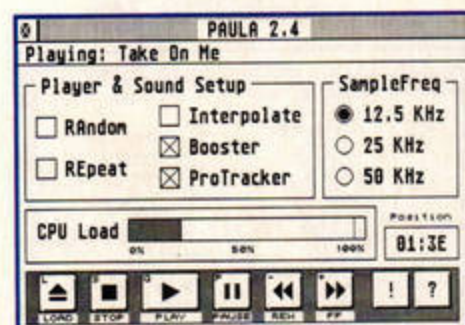 PAULA 2.4
Playing: Take On Me
Player & Sound Setup
RAndom
Interpolate
Booster
REpeat
ProTracker
SampleFreq
12.5 KHz
25 KHz
50 KHz
CPU Load
0% 50% 100%
Position
01:3E
! ?
LOAD STOP PLAY PAUSE REW FF